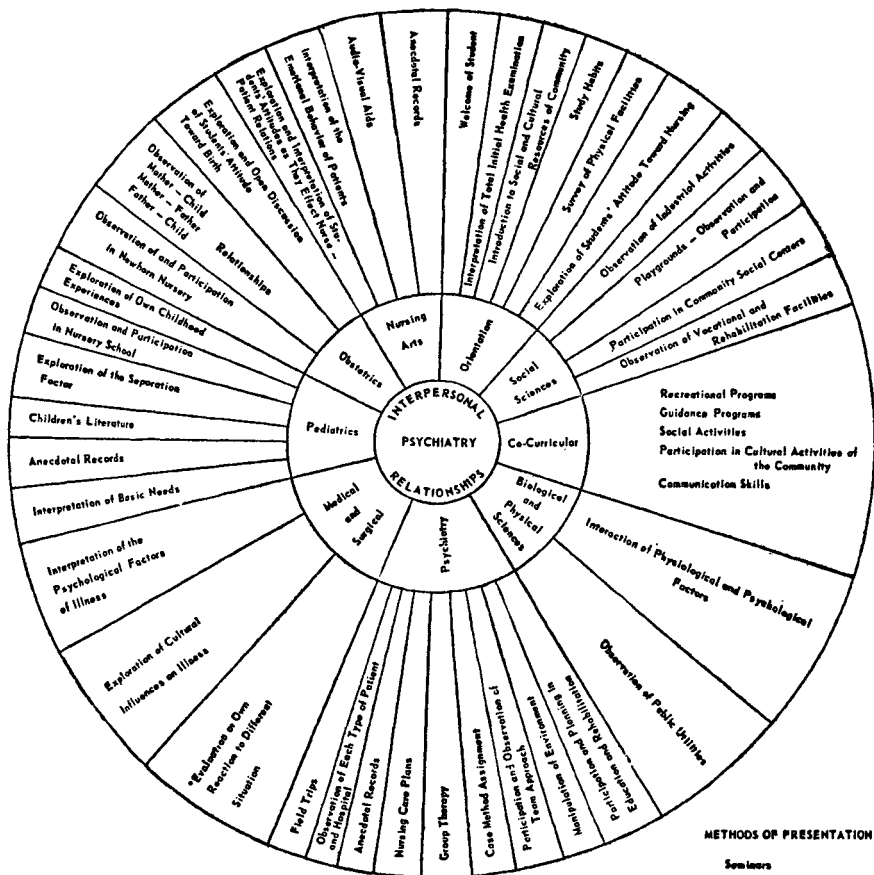 INTERPERSONAL
PSYCHIATRY
RELATIONSHIPS
Orientation
Social
Sciences
Co-Curricular
Biological
and
Physical
Sciences
Psychiatry
Medical
and
Surgical
Pediatrics
Obstetrics
Nursing
Arts
Welcome of Student
Interpretation of Total Initial Health Examination
Introduction to Social and Cultural
Resources of Community
Study Habits
Survey of Physical Facilities
Exploration of Students' Attitude Toward Nursing
Observation of Industrial Activities
Playgrounds – Observation and
Participation
Participation in Community Social Centers
Observation of Vocational and
Rehabilitation Facilities
Recreational Programs
Guidance Programs
Social Activities
Participation in Cultural Activities of
the Community
Communication Skills
Interaction of Physiological and Psychological
Factors
Observation of Public Utilities
Education and Rehabilitation
Participation and Planning in
Manipulation of Environment
Participation and Observation of
Team Approach
Case Method Assignment
Group Therapy
Nursing Care Plans
Anecdotal Records
Observation of Each Type of Patient
and Hospital
Field Trips
*Evaluation or Own
Reaction to Different
Situation
Exploration of Cultural
Influences on Illness
Interpretation of the
Psychological Factors
of Illness
Interpretation of Basic Needs
Anecdotal Records
Children's Literature
Exploration of the Separation
Factor
Observation and Participation
in Nursery School
Exploration of Own Childhood
Experiences
Observation of and Participation
in Newborn Nursery
Observation of
Mother – Child
Mother – Father
Father – Child
Relationships
Exploration and Open Discussion
of Students' Attitude
Toward Birth
Exploration and Interpretation of Stu-
dents' Attitudes as They Effect Nurse –
Patient Relations
Interpretation of the
Emotional Behavior of Patients
Audio-Visual Aids
Anecdotal Records
METHODS OF PRESENTATION
Seminars